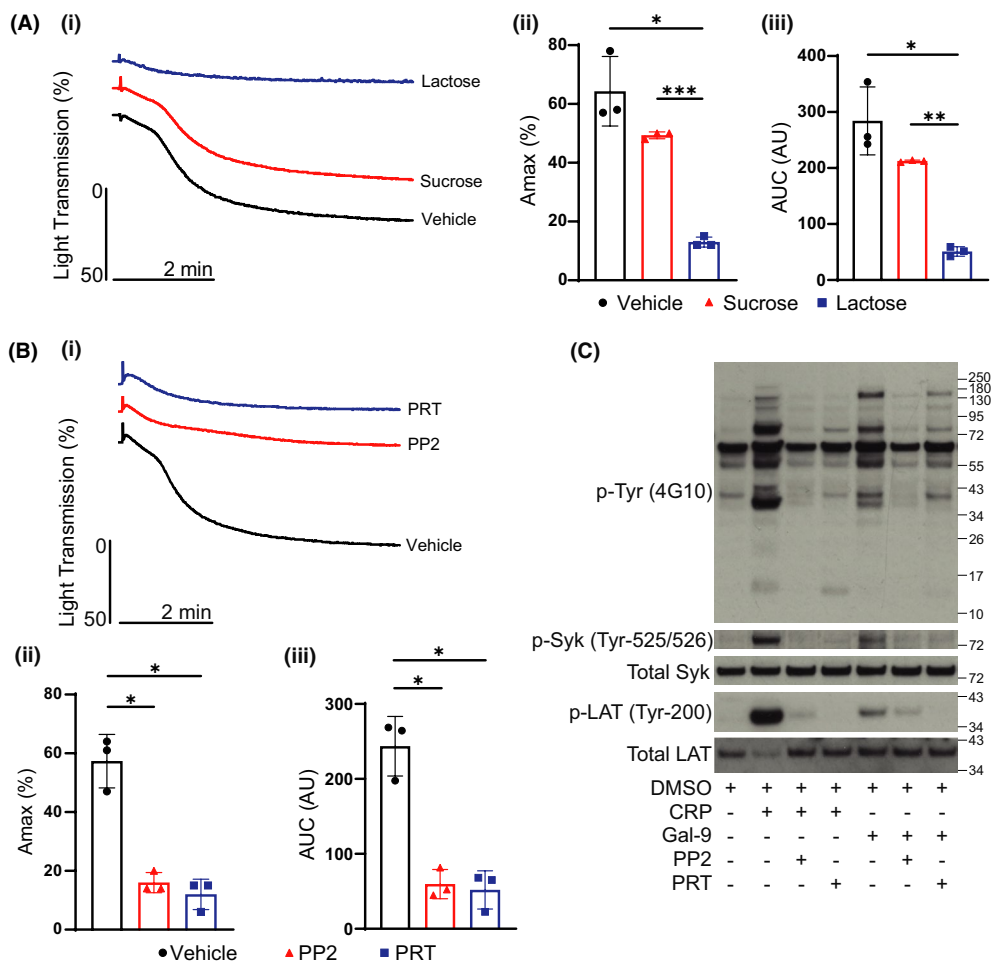 (A) (i)
Light Transmission (%)
0
50
2 min
Lactose
Sucrose
Vehicle
(ii)
Amax (%)
80
60
40
20
0
*
***
(iii)
AUC (AU)
400
300
200
100
0
*
**
Vehicle Sucrose Lactose
(B) (i)
Light Transmission (%)
0
50
2 min
PRT
PP2
Vehicle
(ii)
Amax (%)
80
60
40
20
0
*
*
(iii)
AUC (AU)
300
200
100
0
*
*
Vehicle PP2 PRT
(C)
p-Tyr (4G10)
250
180
130
95
72
55
43
34
26
17
10
p-Syk (Tyr-525/526)
72
Total Syk
72
p-LAT (Tyr-200)
43
34
Total LAT
43
34
DMSO + + + + + + +
CRP - + + + - - -
Gal-9 - - - - + + +
PP2 - - + - - + -
PRT - - - + - - +